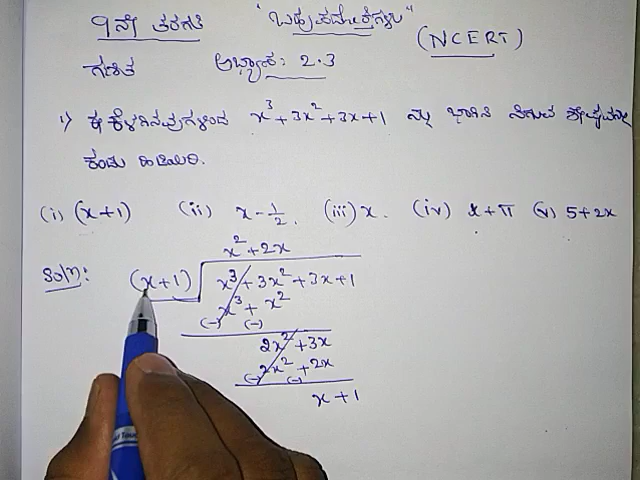 9ನೇ ತರಗತಿ "ಬಹುಪದೋಕ್ತಿಗಳು" (NCERT)
ಗಣಿತ ಅಭ್ಯಾಸ: 2.3
1) ಈ ಕೆಳಗಿನವುಗಳಿಂದ x³+3x²+3x+1 ನ್ನು ಭಾಗಿಸಿ ಸಿಗುವ ಶೇಷವನ್ನು
ಕಂಡು ಹಿಡಿಯಿರಿ.
(i) (x+1) (ii) x-1/2. (iii) x. (iv) x+π (v) 5+2x
x²+2x
Soln: (x+1) x³+3x²+3x+1
x³+x²
(-) (-)
2x²+3x
2x²+2x
(-) (-)
x+1